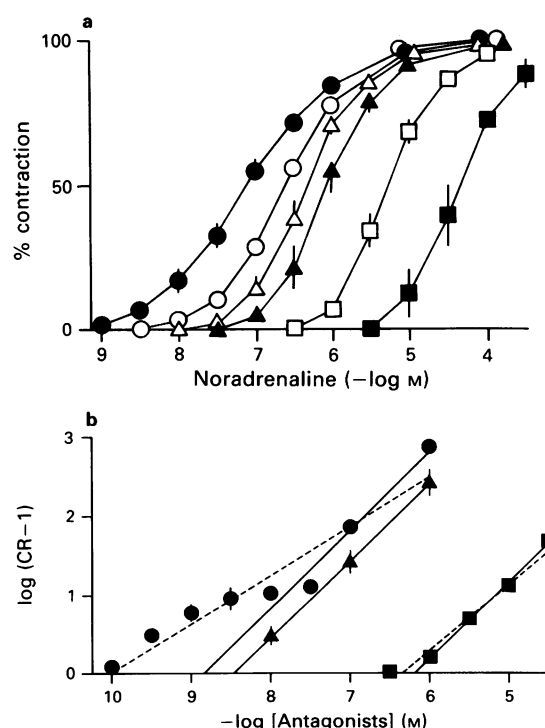 a
100
50
0
% contraction
9 8 7 6 5 4
Noradrenaline (−log M)
b
3
2
1
0
log (CR−1)
10 9 8 7 6 5
−log [Antagonists] (M)